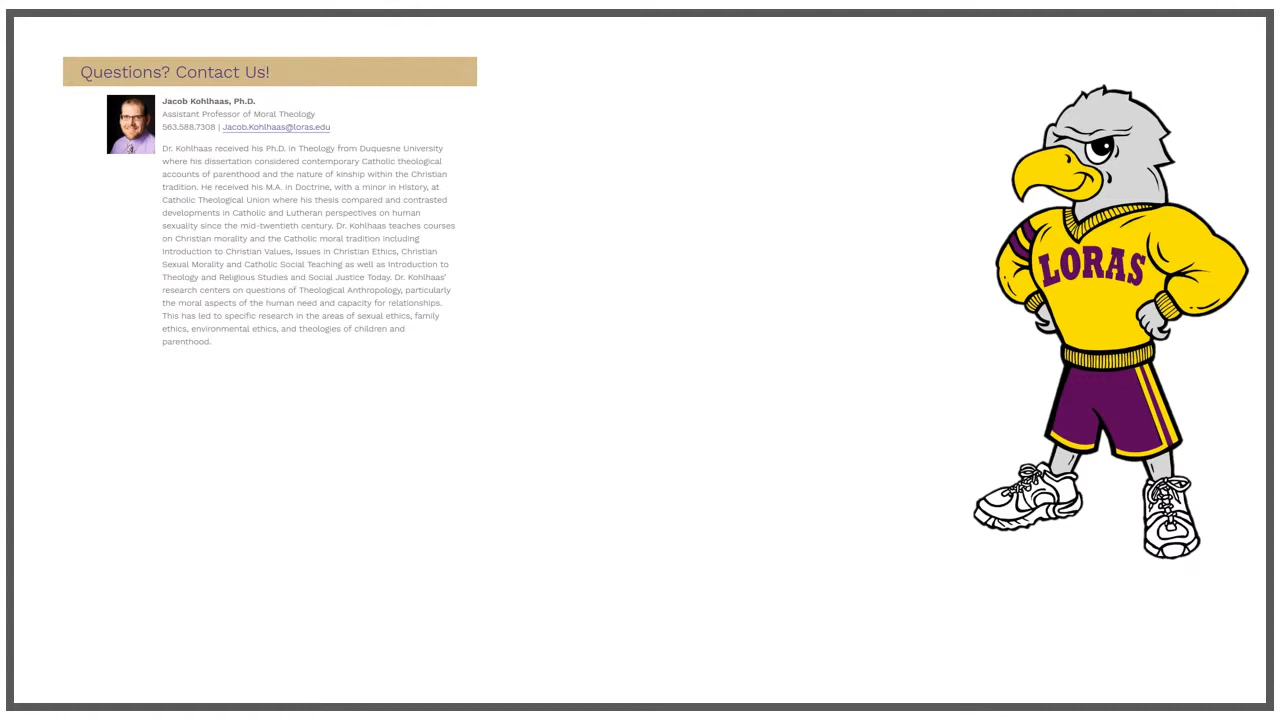 Questions? Contact Us!
Jacob Kohlhaas, Ph.D.
Assistant Professor of Moral Theology
563.588.7308 | Jacob.Kohlhaas@loras.edu
Dr. Kohlhaas received his Ph.D. in Theology from Duquesne University
where his dissertation considered contemporary Catholic theological
accounts of parenthood and the nature of kinship within the Christian
tradition. He received his M.A. in Doctrine, with a minor in History, at
Catholic Theological Union where his thesis compared and contrasted
developments in Catholic and Lutheran perspectives on human
sexuality since the mid-twentieth century. Dr. Kohlhaas teaches courses
on Christian morality and the Catholic moral tradition including
Introduction to Christian Values, Issues in Christian Ethics, Christian
Sexual Morality and Catholic Social Teaching as well as Introduction to
Theology and Religious Studies and Social Justice Today. Dr. Kohlhaas'
research centers on questions of Theological Anthropology, particularly
the moral aspects of the human need and capacity for relationships.
This has led to specific research in the areas of sexual ethics, family
ethics, environmental ethics, and theologies of children and
parenthood.
LORAS